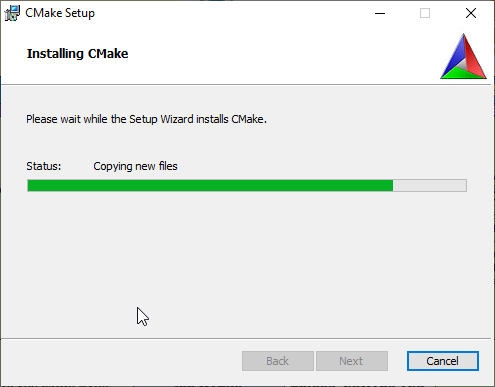 CMake Setup
Installing CMake
Please wait while the Setup Wizard installs CMake.
Status: Copying new files
Back Next Cancel